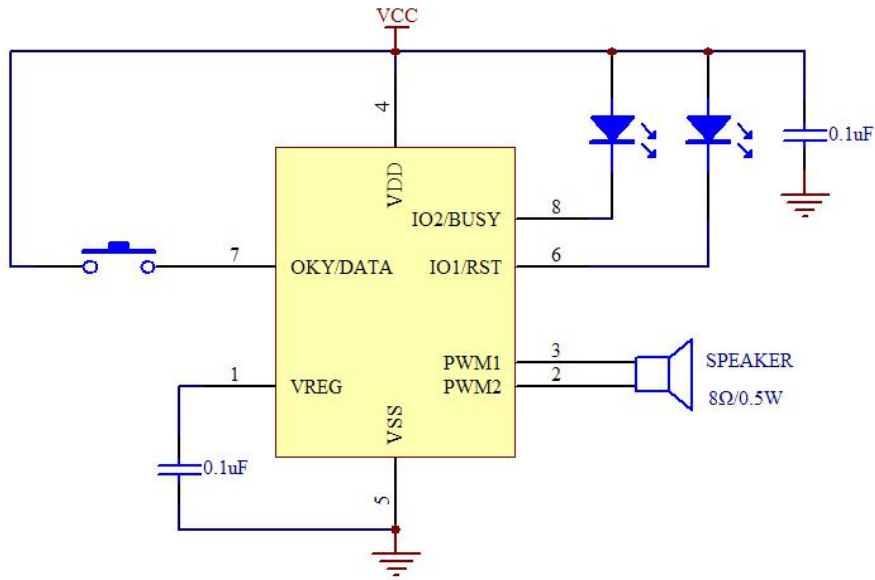 VCC
4
VDD
0.1uF
IO2/BUSY
8
7
OKY/DATA
IO1/RST
6
PWM1
3
SPEAKER
1
VREG
PWM2
2
8Ω/0.5W
VSS
0.1uF
5